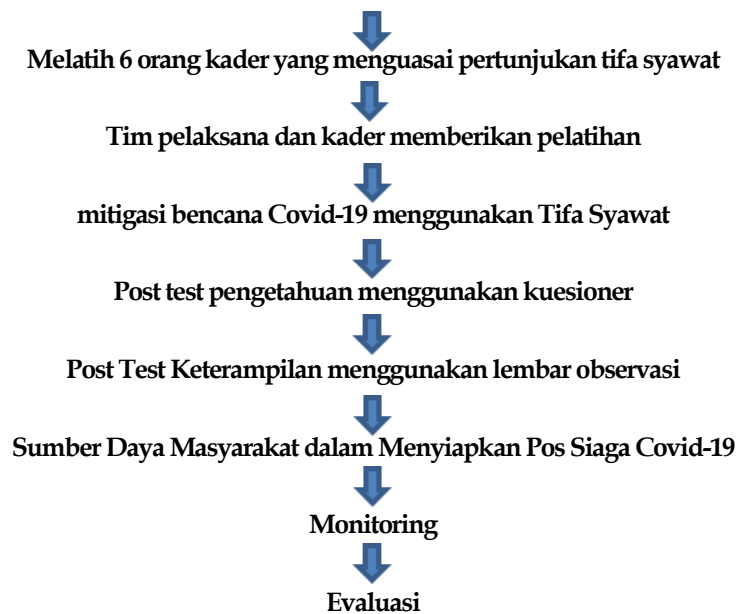 Melatih 6 orang kader yang menguasai pertunjukan tifa syawat
Tim pelaksana dan kader memberikan pelatihan
mitigasi bencana Covid-19 menggunakan Tifa Syawat
Post test pengetahuan menggunakan kuesioner
Post Test Keterampilan menggunakan lembar observasi
Sumber Daya Masyarakat dalam Menyiapkan Pos Siaga Covid-19
Monitoring
Evaluasi